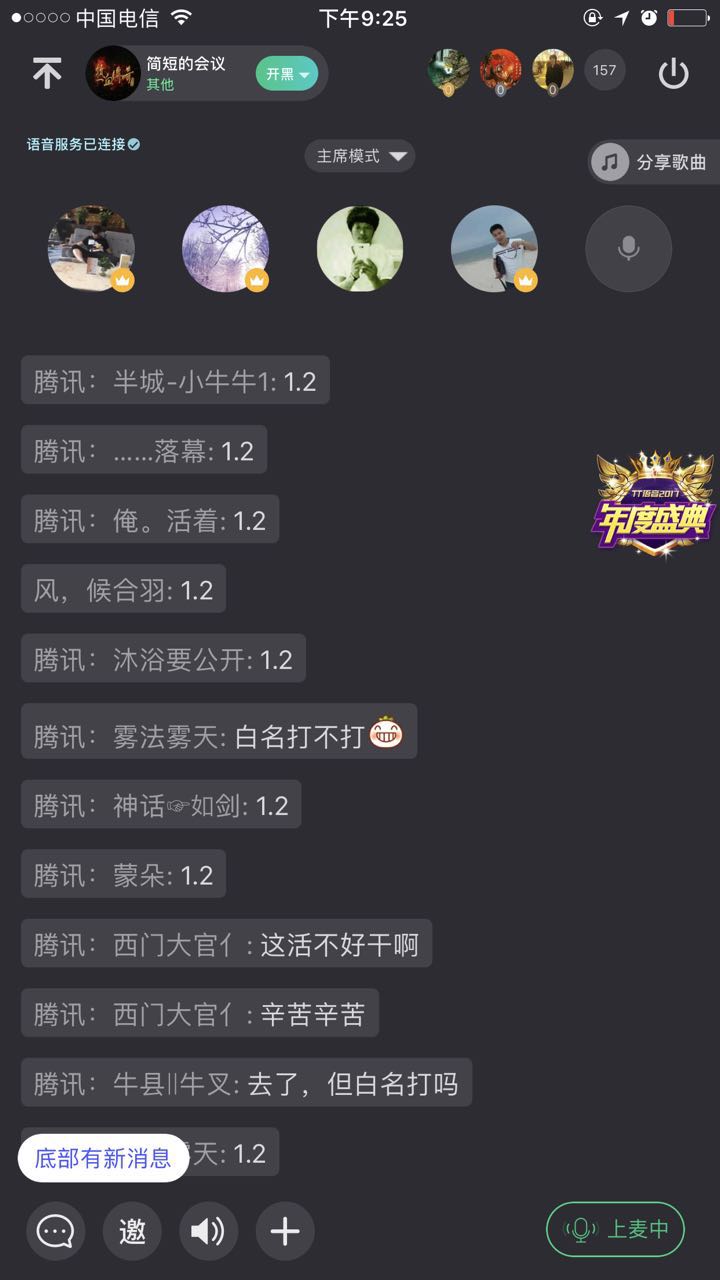 中国电信
下午9:25
简短的会议
其他
开黑
0
0
0
157
语音服务已连接
主席模式
分享歌曲
腾讯： 半城-小牛牛1: 1.2
腾讯： ……落幕: 1.2
腾讯： 俺。活着: 1.2
TT语音2017
年度盛典
风，候合羽: 1.2
腾讯： 沐浴要公开: 1.2
腾讯： 雾法雾天: 白名打不打
腾讯： 神话☞如剑: 1.2
腾讯： 蒙朵: 1.2
腾讯： 西门大官亻: 这活不好干啊
腾讯： 西门大官亻: 辛苦辛苦
腾讯： 牛县||牛叉: 去了，但白名打吗
天: 1.2
底部有新消息
邀
上麦中